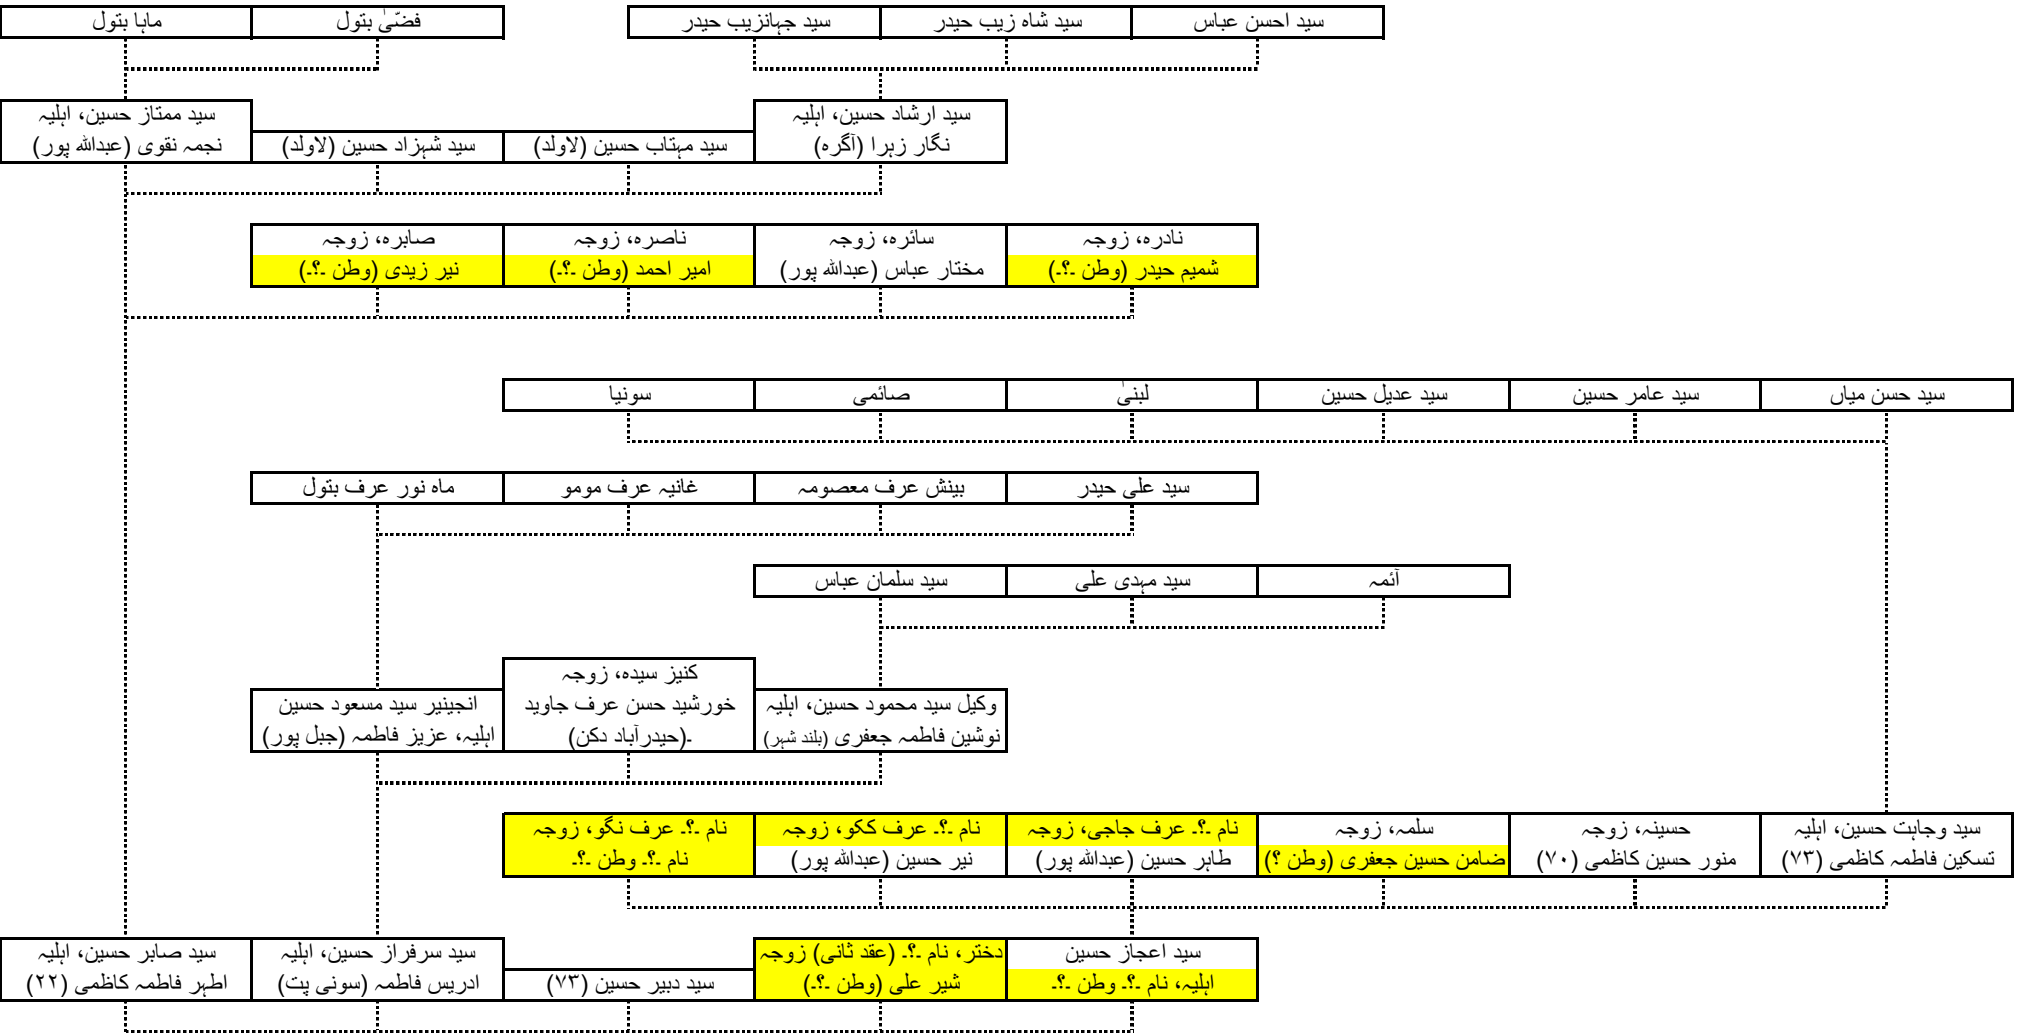 سید احسن عباس
سید شاہ زیب حیدر
سید جہانزیب حیدر
فضّیٰ بتول
ماہا بتول
سید ارشاد حسین، اہلیہ
نگار زہرا (آگرہ)
سید مہتاب حسین (لاولد)
سید شہزاد حسین (لاولد)
سید ممتاز حسین، اہلیہ
نجمہ نقوی (عبداللہ پور)
نادرہ، زوجہ
شمیم حیدر (وطن ۔؟۔)
سائرہ، زوجہ
مختار عباس (عبداللہ پور)
ناصرہ، زوجہ
امیر احمد (وطن ۔؟۔)
صابرہ، زوجہ
نیر زیدی (وطن ۔؟۔)
سید حسن میاں
سید عامر حسین
سید عدیل حسین
لبنیٰ
صائمی
سونیا
سید علی حیدر
بینش عرف معصومہ
غانیہ عرف مومو
ماہ نور عرف بتول
آئمہ
سید مہدی علی
سید سلمان عباس
وکیل سید محمود حسین، اہلیہ
نوشین فاطمہ جعفری (بلند شہر)
کنیز سیدہ، زوجہ
خورشید حسن عرف جاوید
(حیدرآباد دکن)۔
انجینیر سید مسعود حسین
اہلیہ، عزیز فاطمہ (جبل پور)
سید وجاہت حسین، اہلیہ
تسکین فاطمہ کاظمی (۷۳)
حسینہ، زوجہ
منور حسین کاظمی (۷۰)
سلمہ، زوجہ
ضامن حسین جعفری (وطن ؟)
نام ۔؟۔ عرف جاجی، زوجہ
طاہر حسین (عبداللہ پور)
نام ۔؟۔ عرف ککو، زوجہ
نیر حسین (عبداللہ پور)
نام ۔؟۔ عرف نگو، زوجہ
نام ۔؟۔ وطن ۔؟۔
سید اعجاز حسین
اہلیہ، نام ۔؟۔ وطن ۔؟۔
دختر، نام ۔؟۔ (عقد ثانی) زوجہ
شیر علی (وطن ۔؟۔)
سید دبیر حسین (۷۳)
سید سرفراز حسین، اہلیہ
ادریس فاطمہ (سونی پت)
سید صابر حسین، اہلیہ
اطہر فاطمہ کاظمی (۲۲)